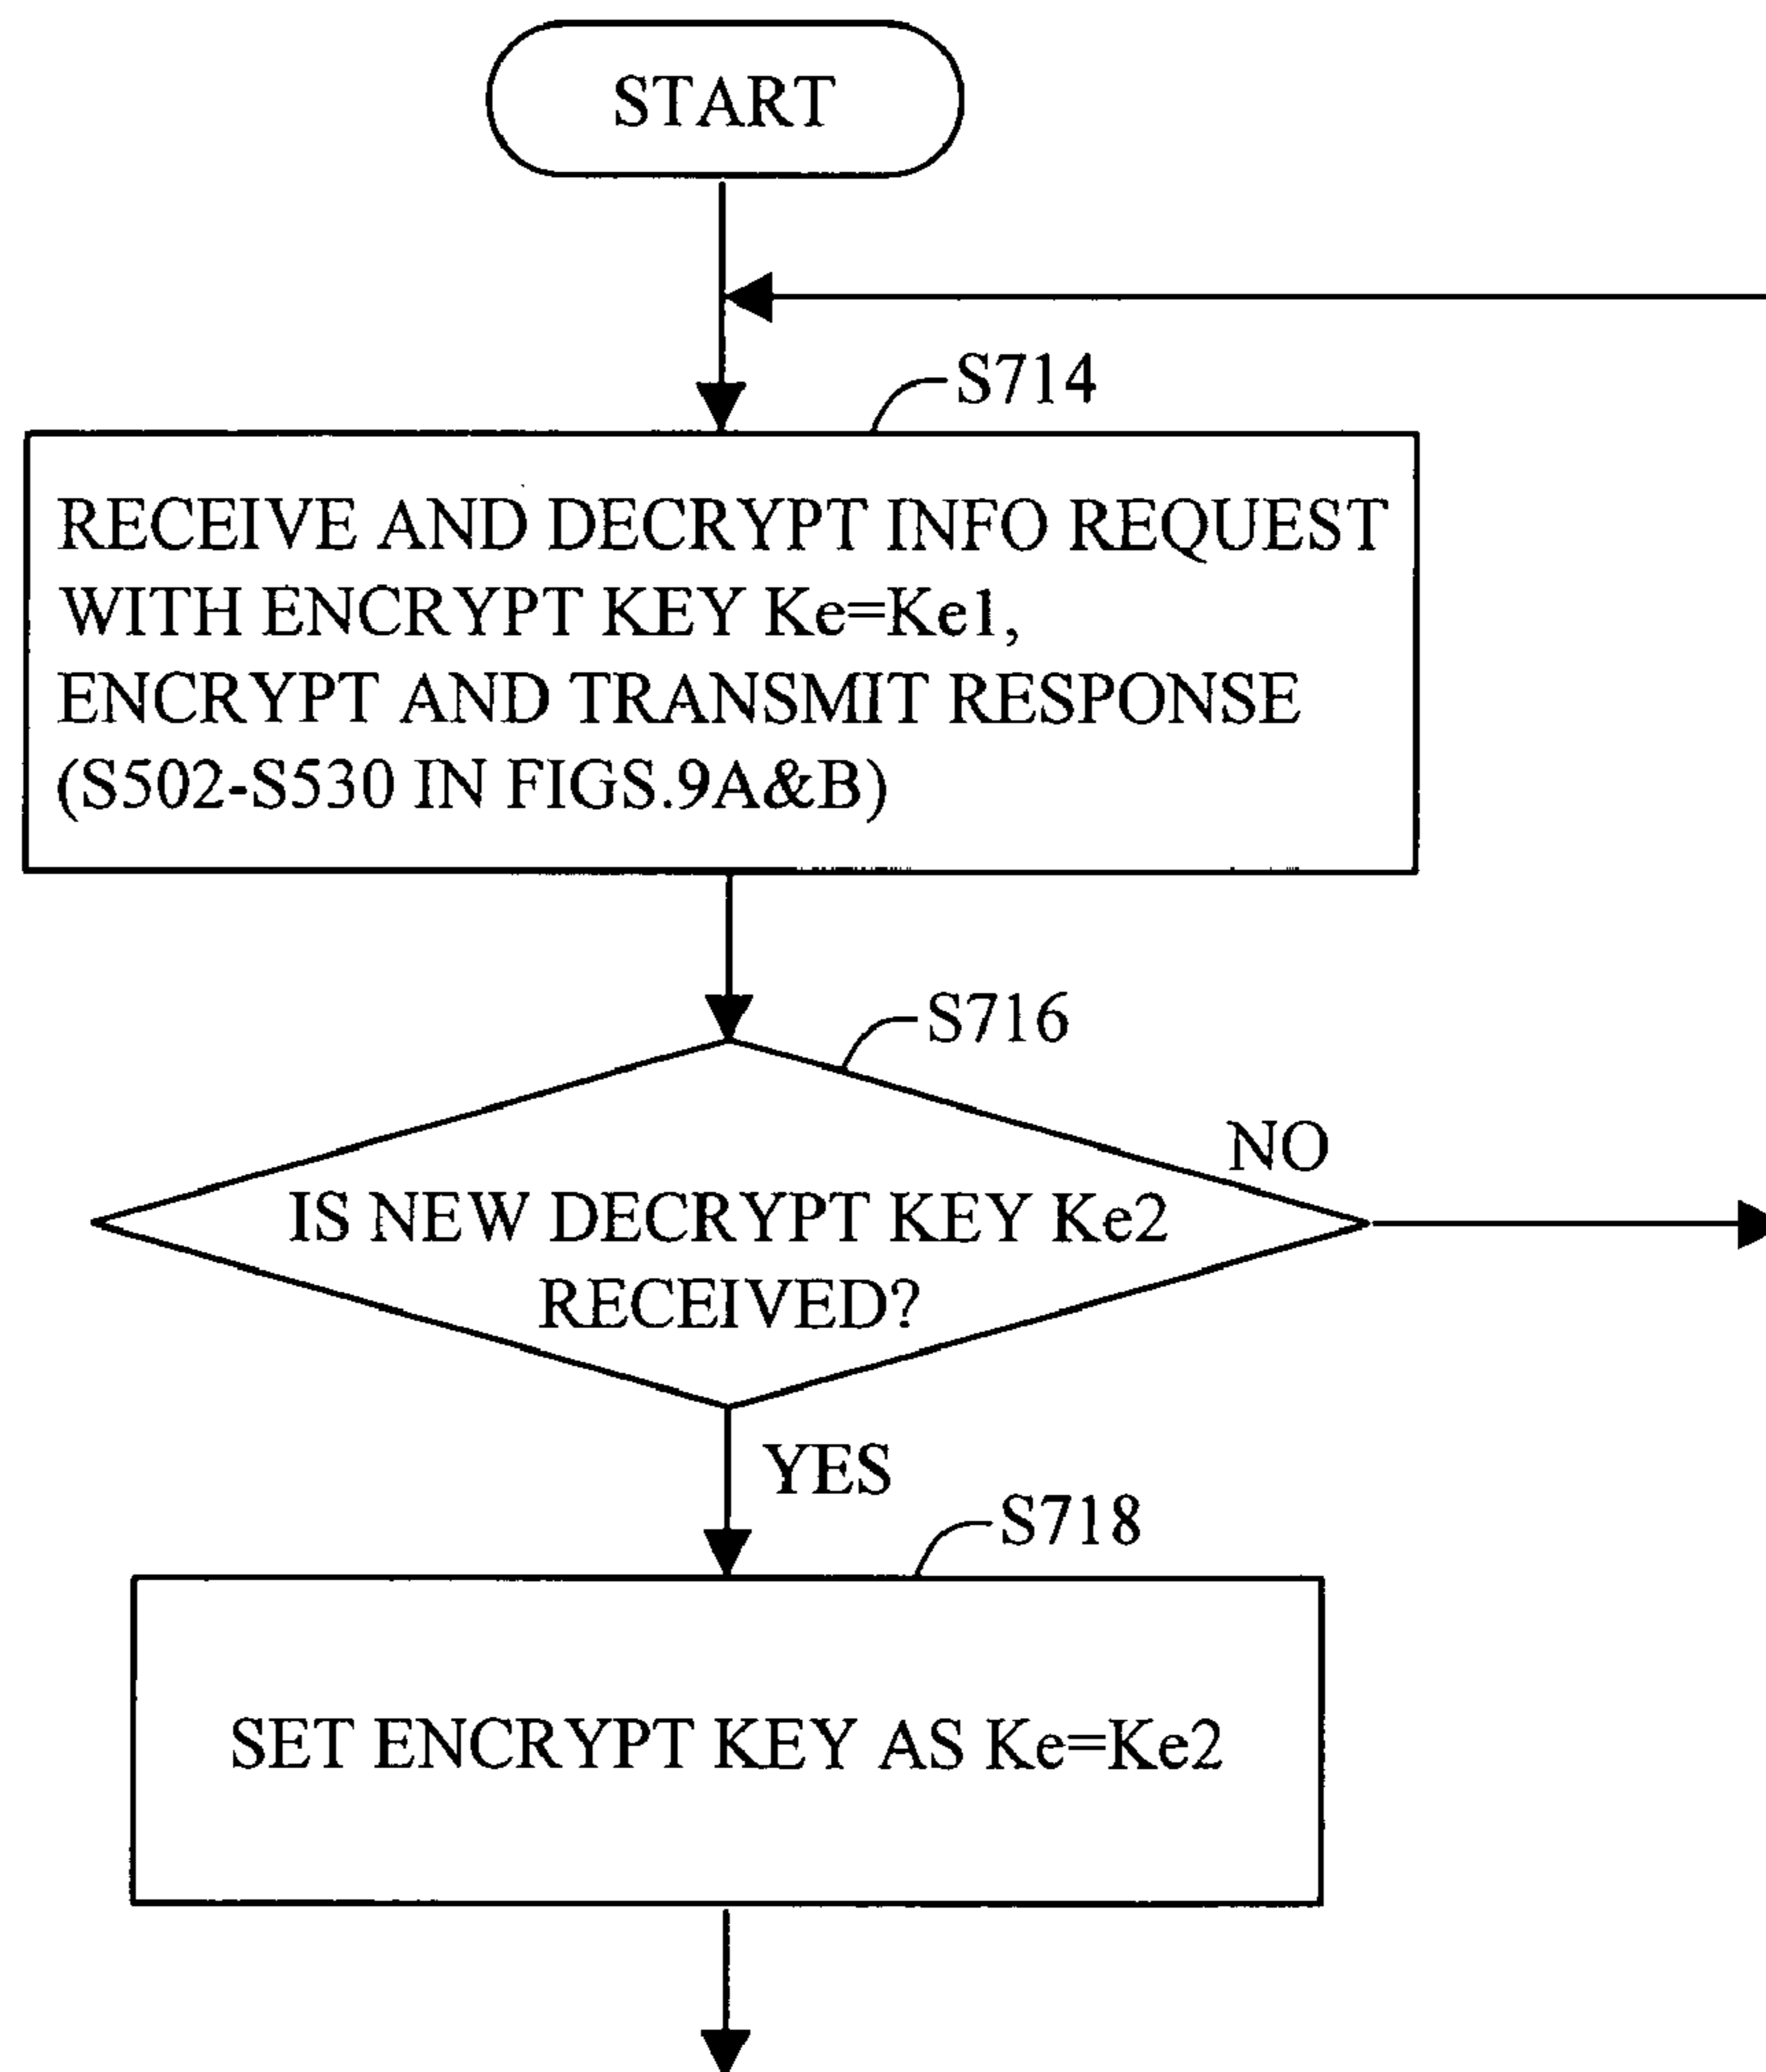 START
S714
RECEIVE AND DECRYPT INFO REQUEST
WITH ENCRYPT KEY Ke=Ke1,
ENCRYPT AND TRANSMIT RESPONSE
(S502-S530 IN FIGS.9A&B)
S716
NO
IS NEW DECRYPT KEY Ke2
RECEIVED?
YES
S718
SET ENCRYPT KEY AS Ke=Ke2